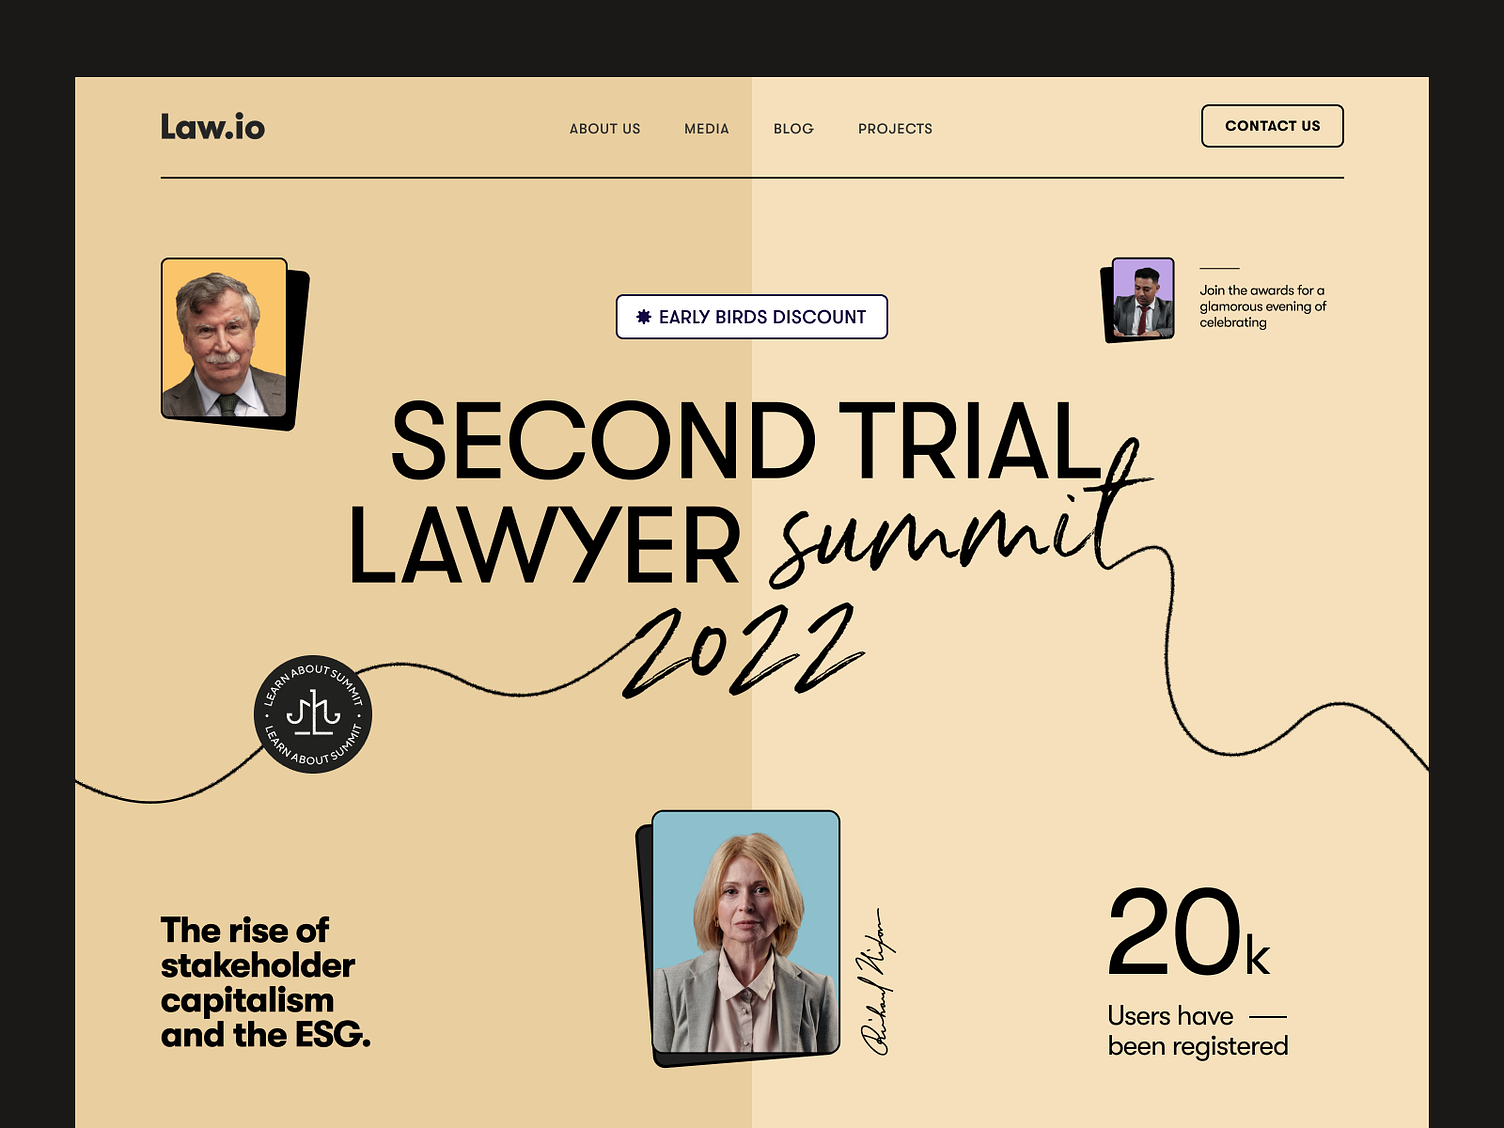 Law.io
ABOUT US
MEDIA
BLOG
PROJECTS
CONTACT US
EARLY BIRDS DISCOUNT
Join the awards for a
glamorous evening of
celebrating
SECOND TRIAL
LAWYER summit
2022
LEARN ABOUT SUMMIT
LEARN ABOUT SUMMIT
The rise of
stakeholder
capitalism
and the ESG.
Richard Nixon
20k
Users have
been registered